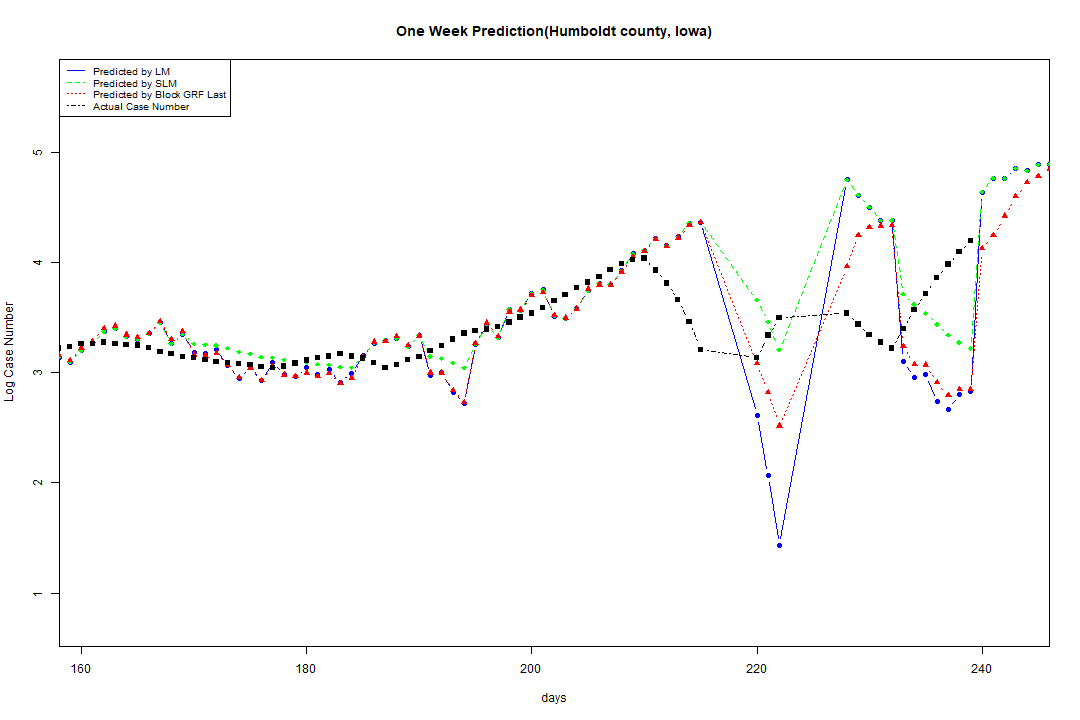 One Week Prediction(Humboldt county, Iowa)
Predicted by LM
Predicted by SLM
Predicted by Block GRF Last
Actual Case Number
Log Case Number
5
4
3
2
1
160 180 200 220 240
days